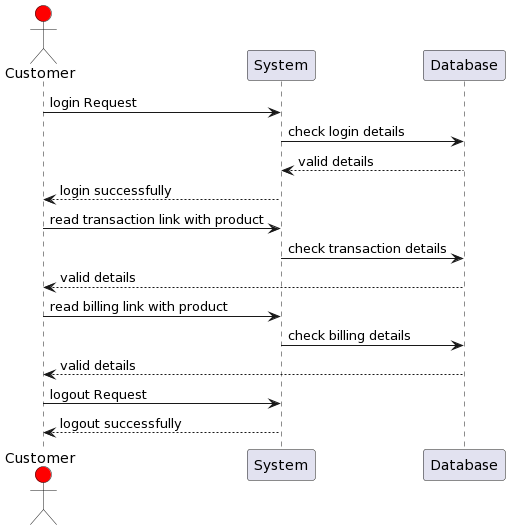 Customer
System
Database
login Request
check login details
valid details
login successfully
read transaction link with product
check transaction details
valid details
read billing link with product
check billing details
valid details
logout Request
logout successfully
Customer
System
Database